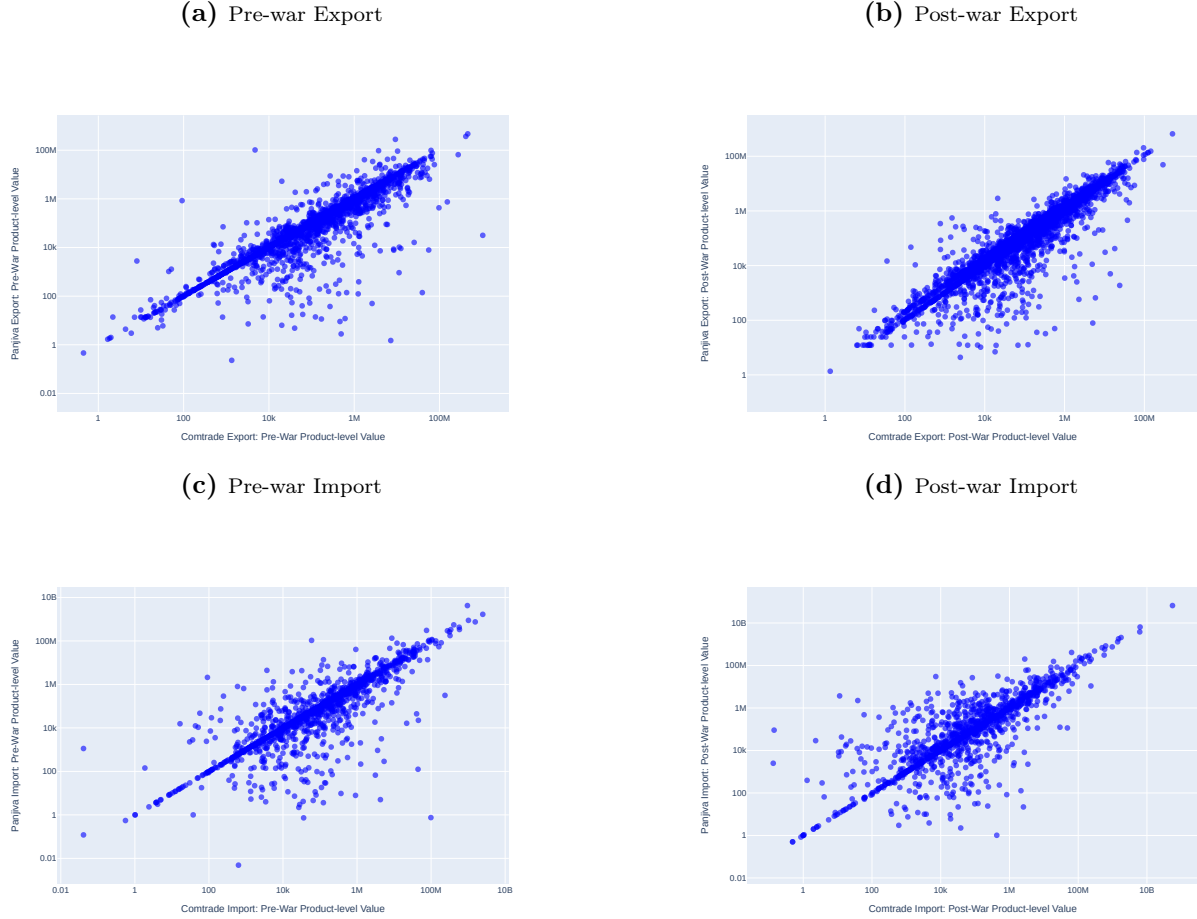 (a) Pre-war Export
(b) Post-war Export
100M
1M
10k
100
1
0.01
Panjiva Export: Pre-War Product-level Value
1 100 10k 1M 100M
Comtrade Export: Pre-War Product-level Value
100M
1M
10k
100
1
Panjiva Export: Post-War Product-level Value
1 100 10k 1M 100M
Comtrade Export: Post-War Product-level Value
(c) Pre-war Import
(d) Post-war Import
10B
100M
1M
10k
100
1
0.01
Panjiva Import: Pre-War Product-level Value
0.01 1 100 10k 1M 100M 10B
Comtrade Import: Pre-War Product-level Value
10B
100M
1M
10k
100
1
0.01
Panjiva Import: Post-War Product-level Value
1 100 10k 1M 100M 10B
Comtrade Import: Post-War Product-level Value